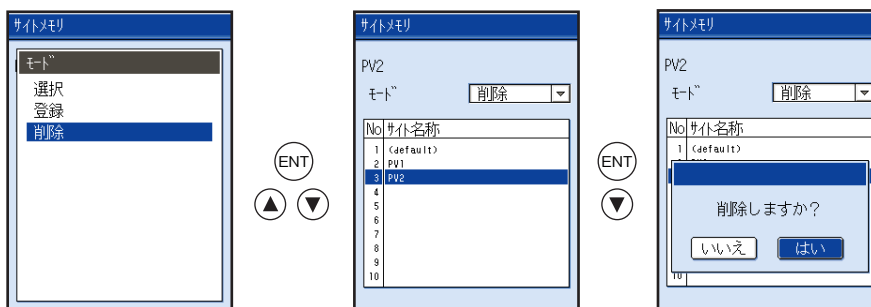 サイトメモリ
モード
選択
登録
削除
ENT
サイトメモリ
PV2
モード 削除
No サイト名称
1 (default)
2 PV1
3 PV2
4
5
6
7
8
9
10
ENT
サイトメモリ
PV2
モード 削除
No サイト名称
1 (default)
削除しますか?
いいえ はい
10